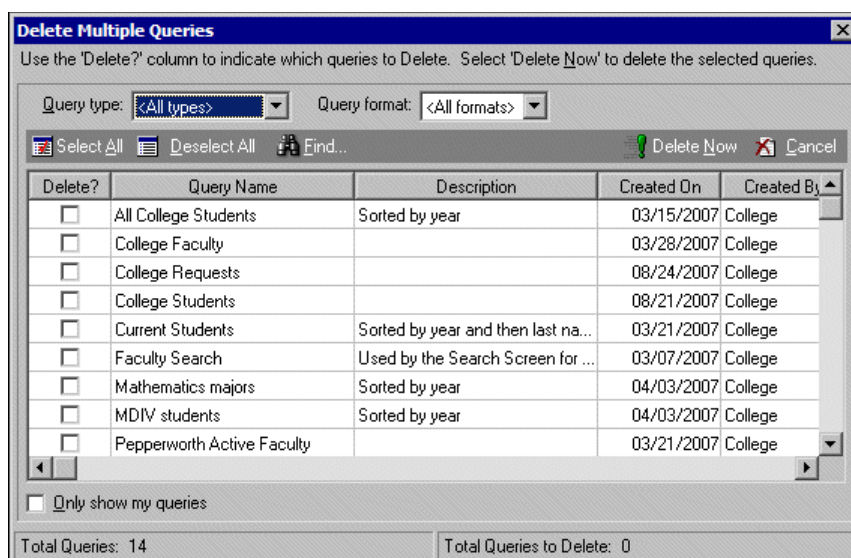 Delete Multiple Queries
Use the 'Delete?' column to indicate which queries to Delete. Select 'Delete Now' to delete the selected queries.
Query type: <All types> Query format: <All formats>
Select All Deselect All Find... Delete Now Cancel
Delete? Query Name Description Created On Created By
All College Students Sorted by year 03/15/2007 College
College Faculty 03/28/2007 College
College Requests 08/24/2007 College
College Students 08/21/2007 College
Current Students Sorted by year and then last na... 03/21/2007 College
Faculty Search Used by the Search Screen for ... 03/07/2007 College
Mathematics majors Sorted by year 04/03/2007 College
MDIV students Sorted by year 04/03/2007 College
Pepperworth Active Faculty 03/21/2007 College
Only show my queries
Total Queries: 14 Total Queries to Delete: 0